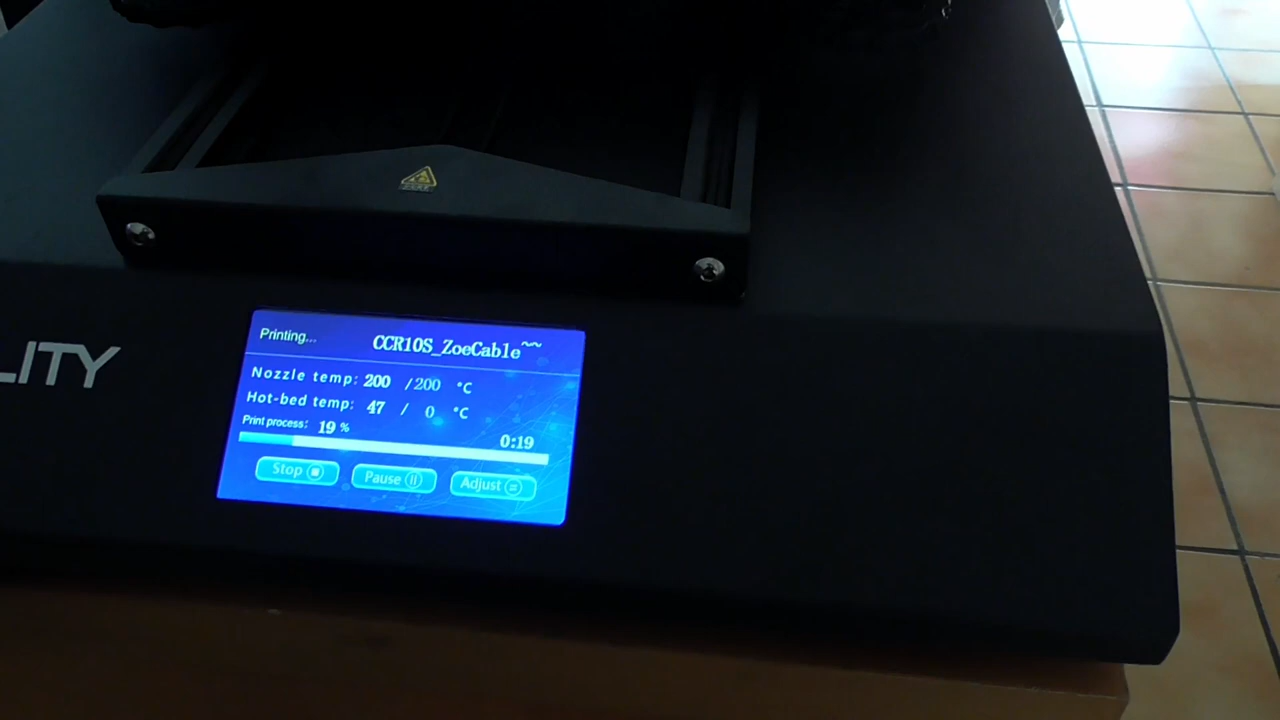 Printing... CCR10S_ZoeCable~~
Nozzle temp: 200 /200 °C
Hot-bed temp: 47 / 0 °C
Print process: 19 %
0:19
Stop Pause Adjust
LITY